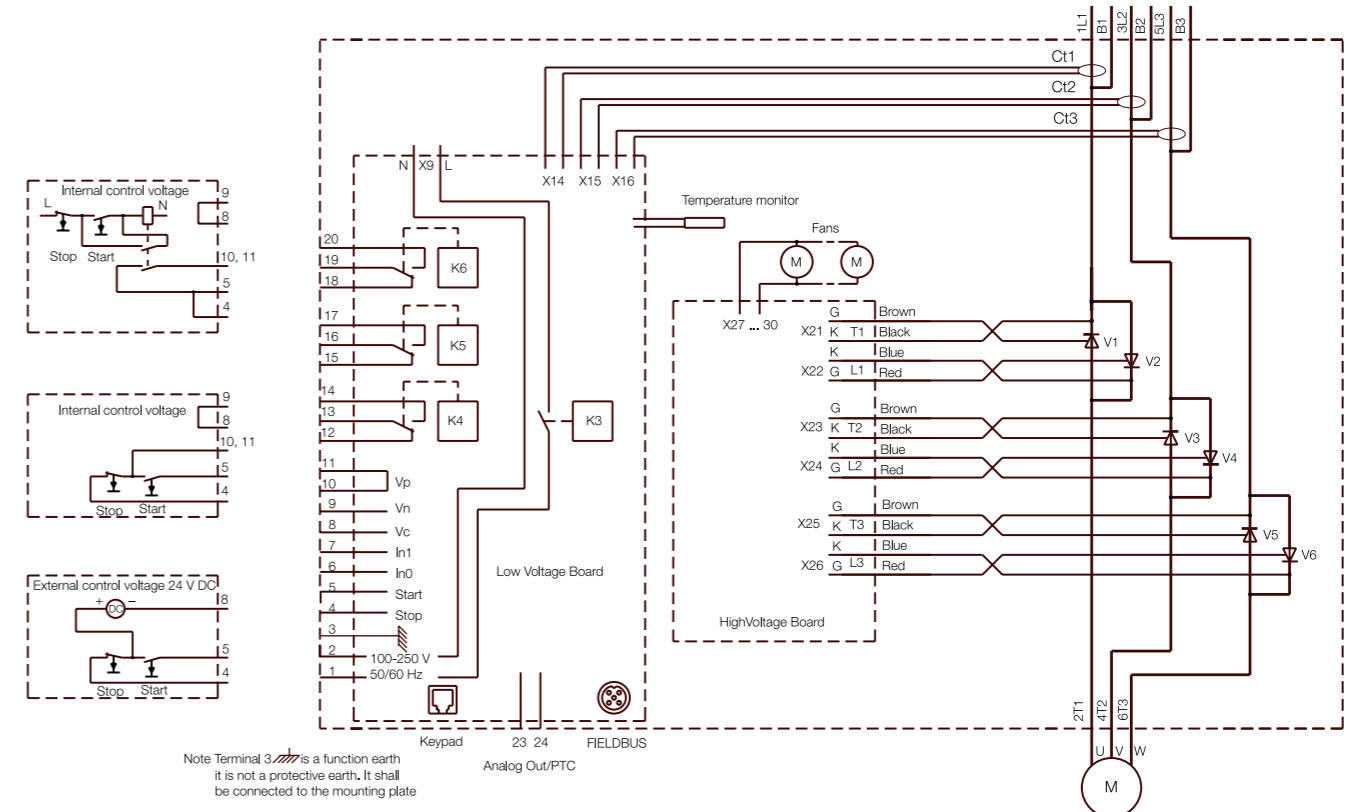 1L1 B1 3L2 B2 5L3 B3
Ct1
Ct2
Ct3
N X9 L
X14 X15 X16
Temperature monitor
Fans
M M
X27 ... 30
Internal control voltage
L N
Stop Start
9
8
10, 11
5
4
Internal control voltage
Stop Start
9
8
10, 11
5
4
External control voltage 24 V DC
+ DC −
Stop Start
8
5
4
20
19
18
K6
17
16
15
K5
14
13
12
K4
K3
11
10 Vp
9 Vn
8 Vc
7 In1
6 In0
5 Start
4 Stop
3
2 100-250 V
1 50/60 Hz
Low Voltage Board
Keypad
23 24
Analog Out/PTC
FIELDBUS
G Brown
X21 K T1 Black
K Blue
X22 G L1 Red
G Brown
X23 K T2 Black
K Blue
X24 G L2 Red
G Brown
X25 K T3 Black
K Blue
X26 G L3 Red
HighVoltage Board
V1
V2
V3
V4
V5
V6
2T1 4T2 6T3
U V W
M
Note Terminal 3 is a function earth
it is not a protective earth. It shall
be connected to the mounting plate